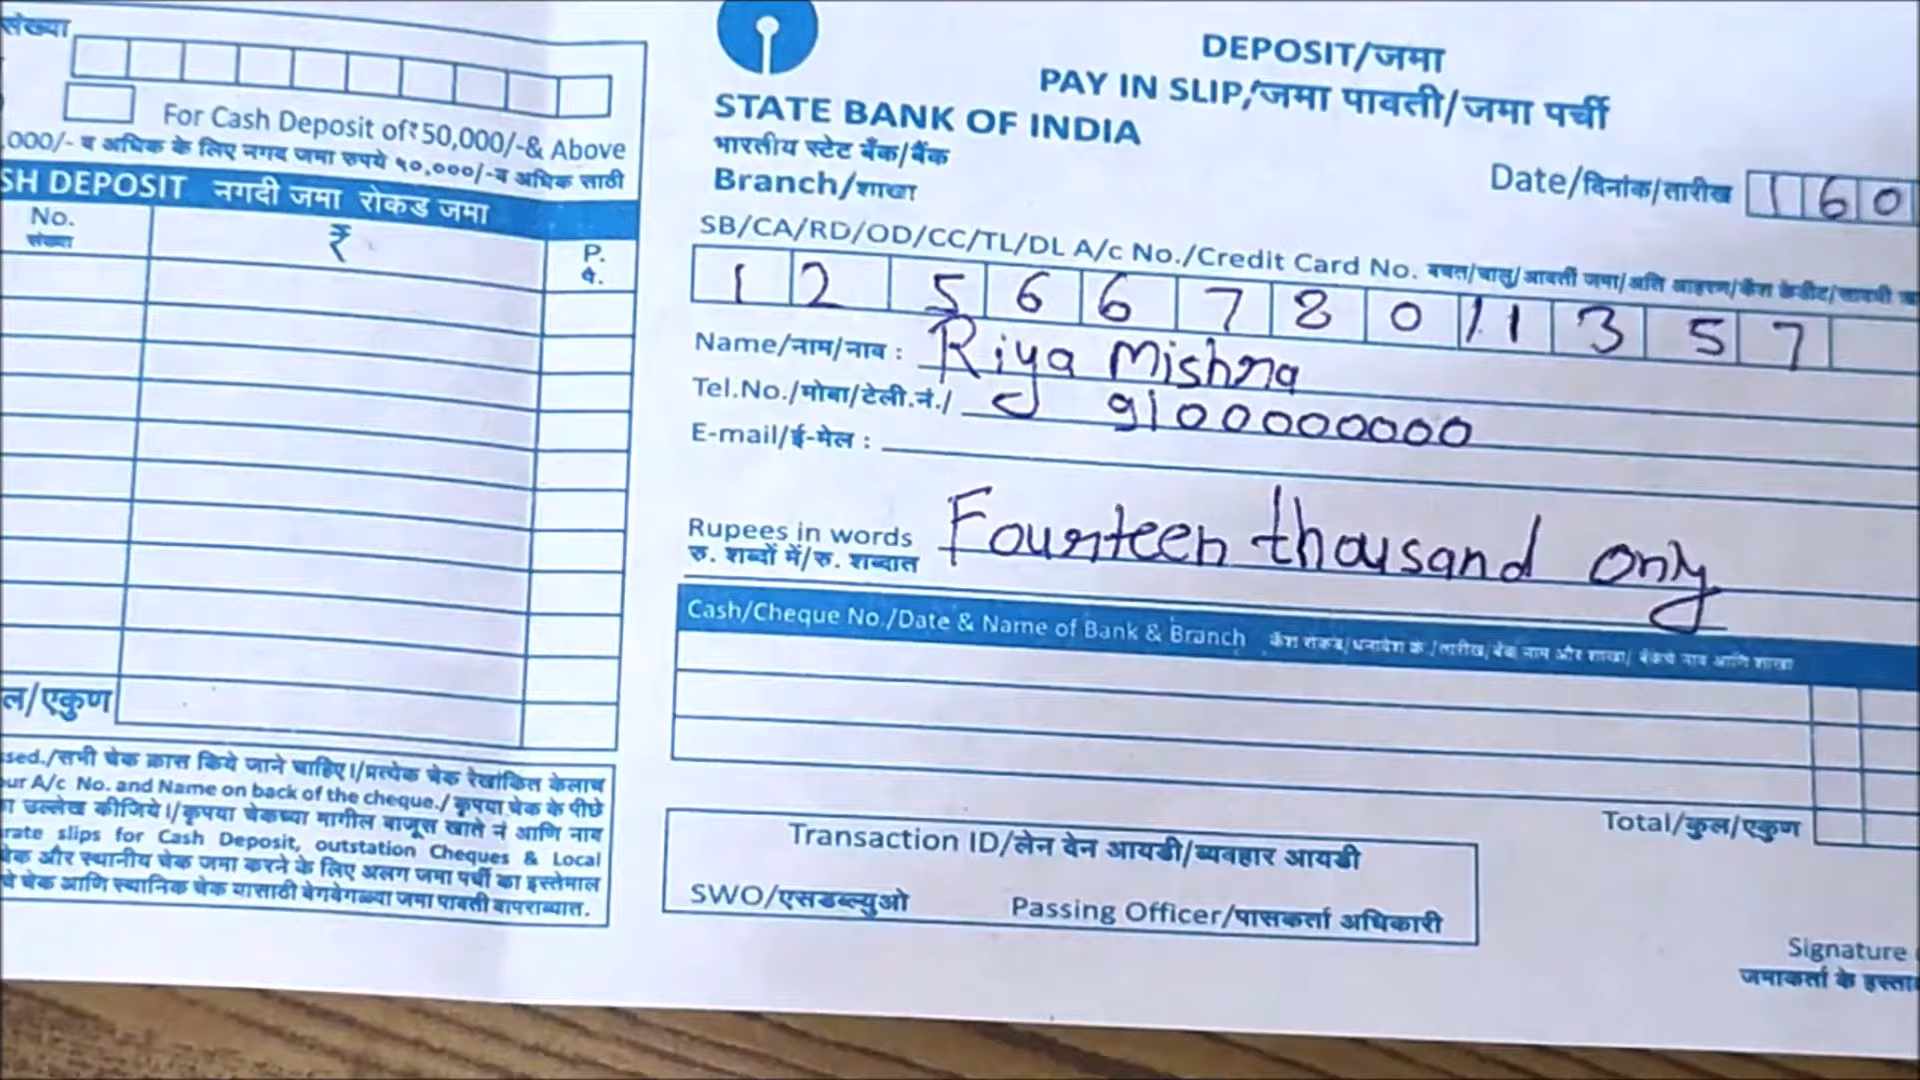 संख्या
For Cash Deposit of ₹ 50,000/-& Above
,000/- व अधिक के लिए नगद जमा रुपये ५०,०००/-व अधिक साठी
SH DEPOSIT नगदी जमा रोकड जमा
No. ₹ P.
संख्या पै.
ल/एकुण
sed./सभी चेक क्रास किये जाने चाहिए।/प्रत्येक चेक रेखांकित केलाच
our A/c No. and Name on back of the cheque./ कृपया चेक के पीछे
ा उल्लेख कीजिये।/कृपया चेकच्या मागील बाजूस खाते नं आणि नाव
rate slips for Cash Deposit, outstation Cheques & Local
चेक और स्थानीय चेक जमा करने के लिए अलग जमा पर्ची का इस्तेमाल
चे चेक आणि स्थानिक चेक यासाठी वेगवेगळ्या जमा पावती वापराव्यात.
DEPOSIT/जमा
PAY IN SLIP/जमा पावती/जमा पर्ची
STATE BANK OF INDIA
भारतीय स्टेट बँक/बैंक
Branch/शाखा
Date/दिनांक/तारीख 1 6 0
SB/CA/RD/OD/CC/TL/DL A/c No./Credit Card No. बचत/चालु/आवर्ती जमा/अति आहरण/कॅश क्रेडीट/सावधी
1 2 5 6 6 7 8 0 1 1 3 5 7
Name/नाम/नाव : Riya Mishra
Tel.No./मोबा/टेली.नं./ 9100000000
E-mail/ई-मेल :
Rupees in words Fourteen thousand only
रु. शब्दों में/रु. शब्दात
Cash/Cheque No./Date & Name of Bank & Branch कॅश रोकड/धनादेश क्र./तारीख/बँक नाम और शाखा/ बँकचे नाव आणि शाखा
Total/कुल/एकुण
Transaction ID/लेन देन आयडी/व्यवहार आयडी
SWO/एसडब्ल्युओ Passing Officer/पासकर्ता अधिकारी
Signature
जमाकर्ता के हस्ता